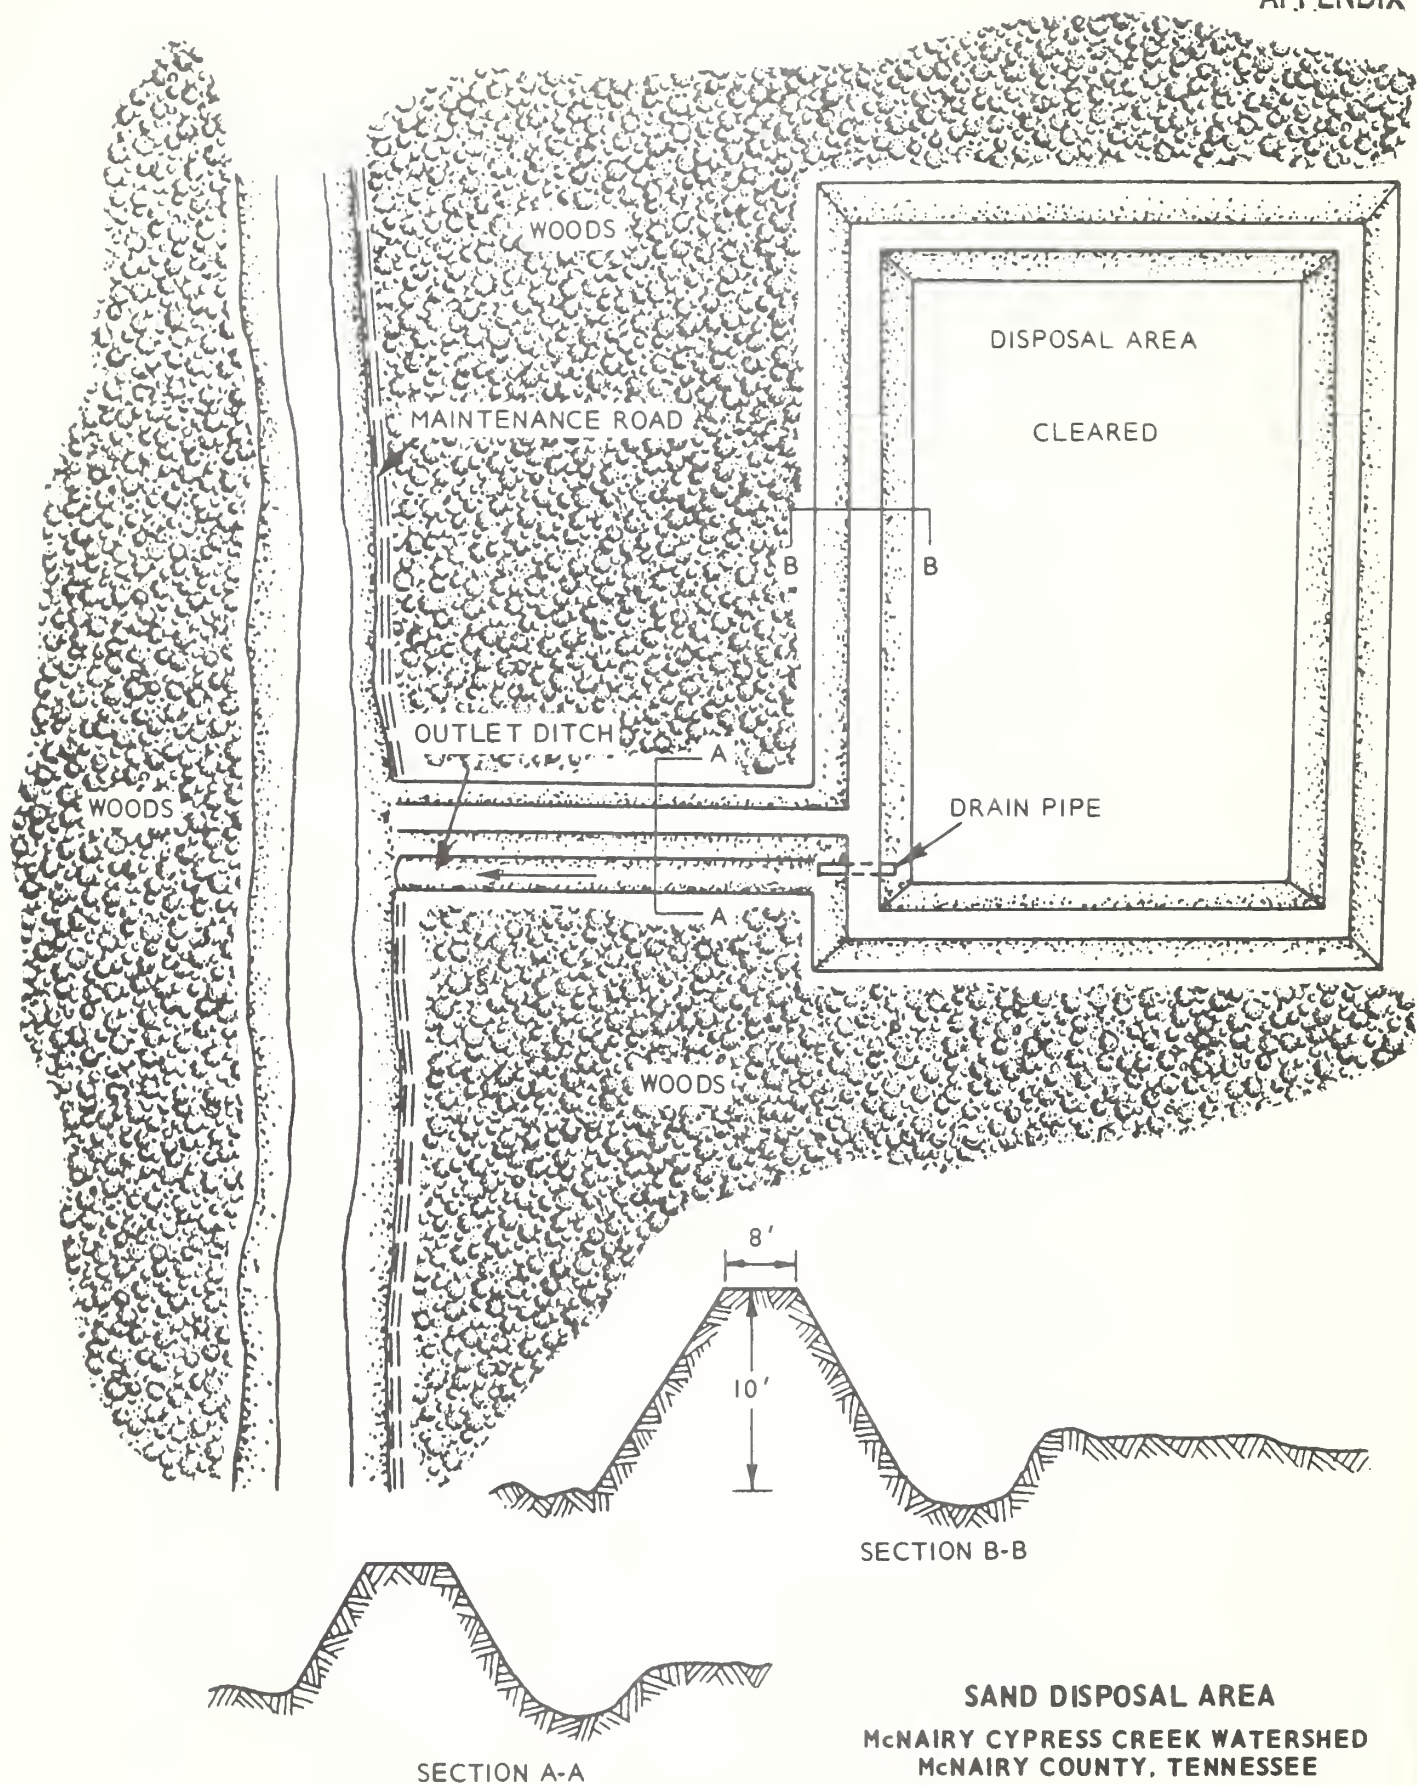 APPENDIX
WOODS
DISPOSAL AREA
CLEARED
MAINTENANCE ROAD
B
B
OUTLET DITCH
A
WOODS
DRAIN PIPE
A
WOODS
8'
10'
SECTION B-B
SECTION A-A
SAND DISPOSAL AREA
McNAIRY CYPRESS CREEK WATERSHED
McNAIRY COUNTY, TENNESSEE